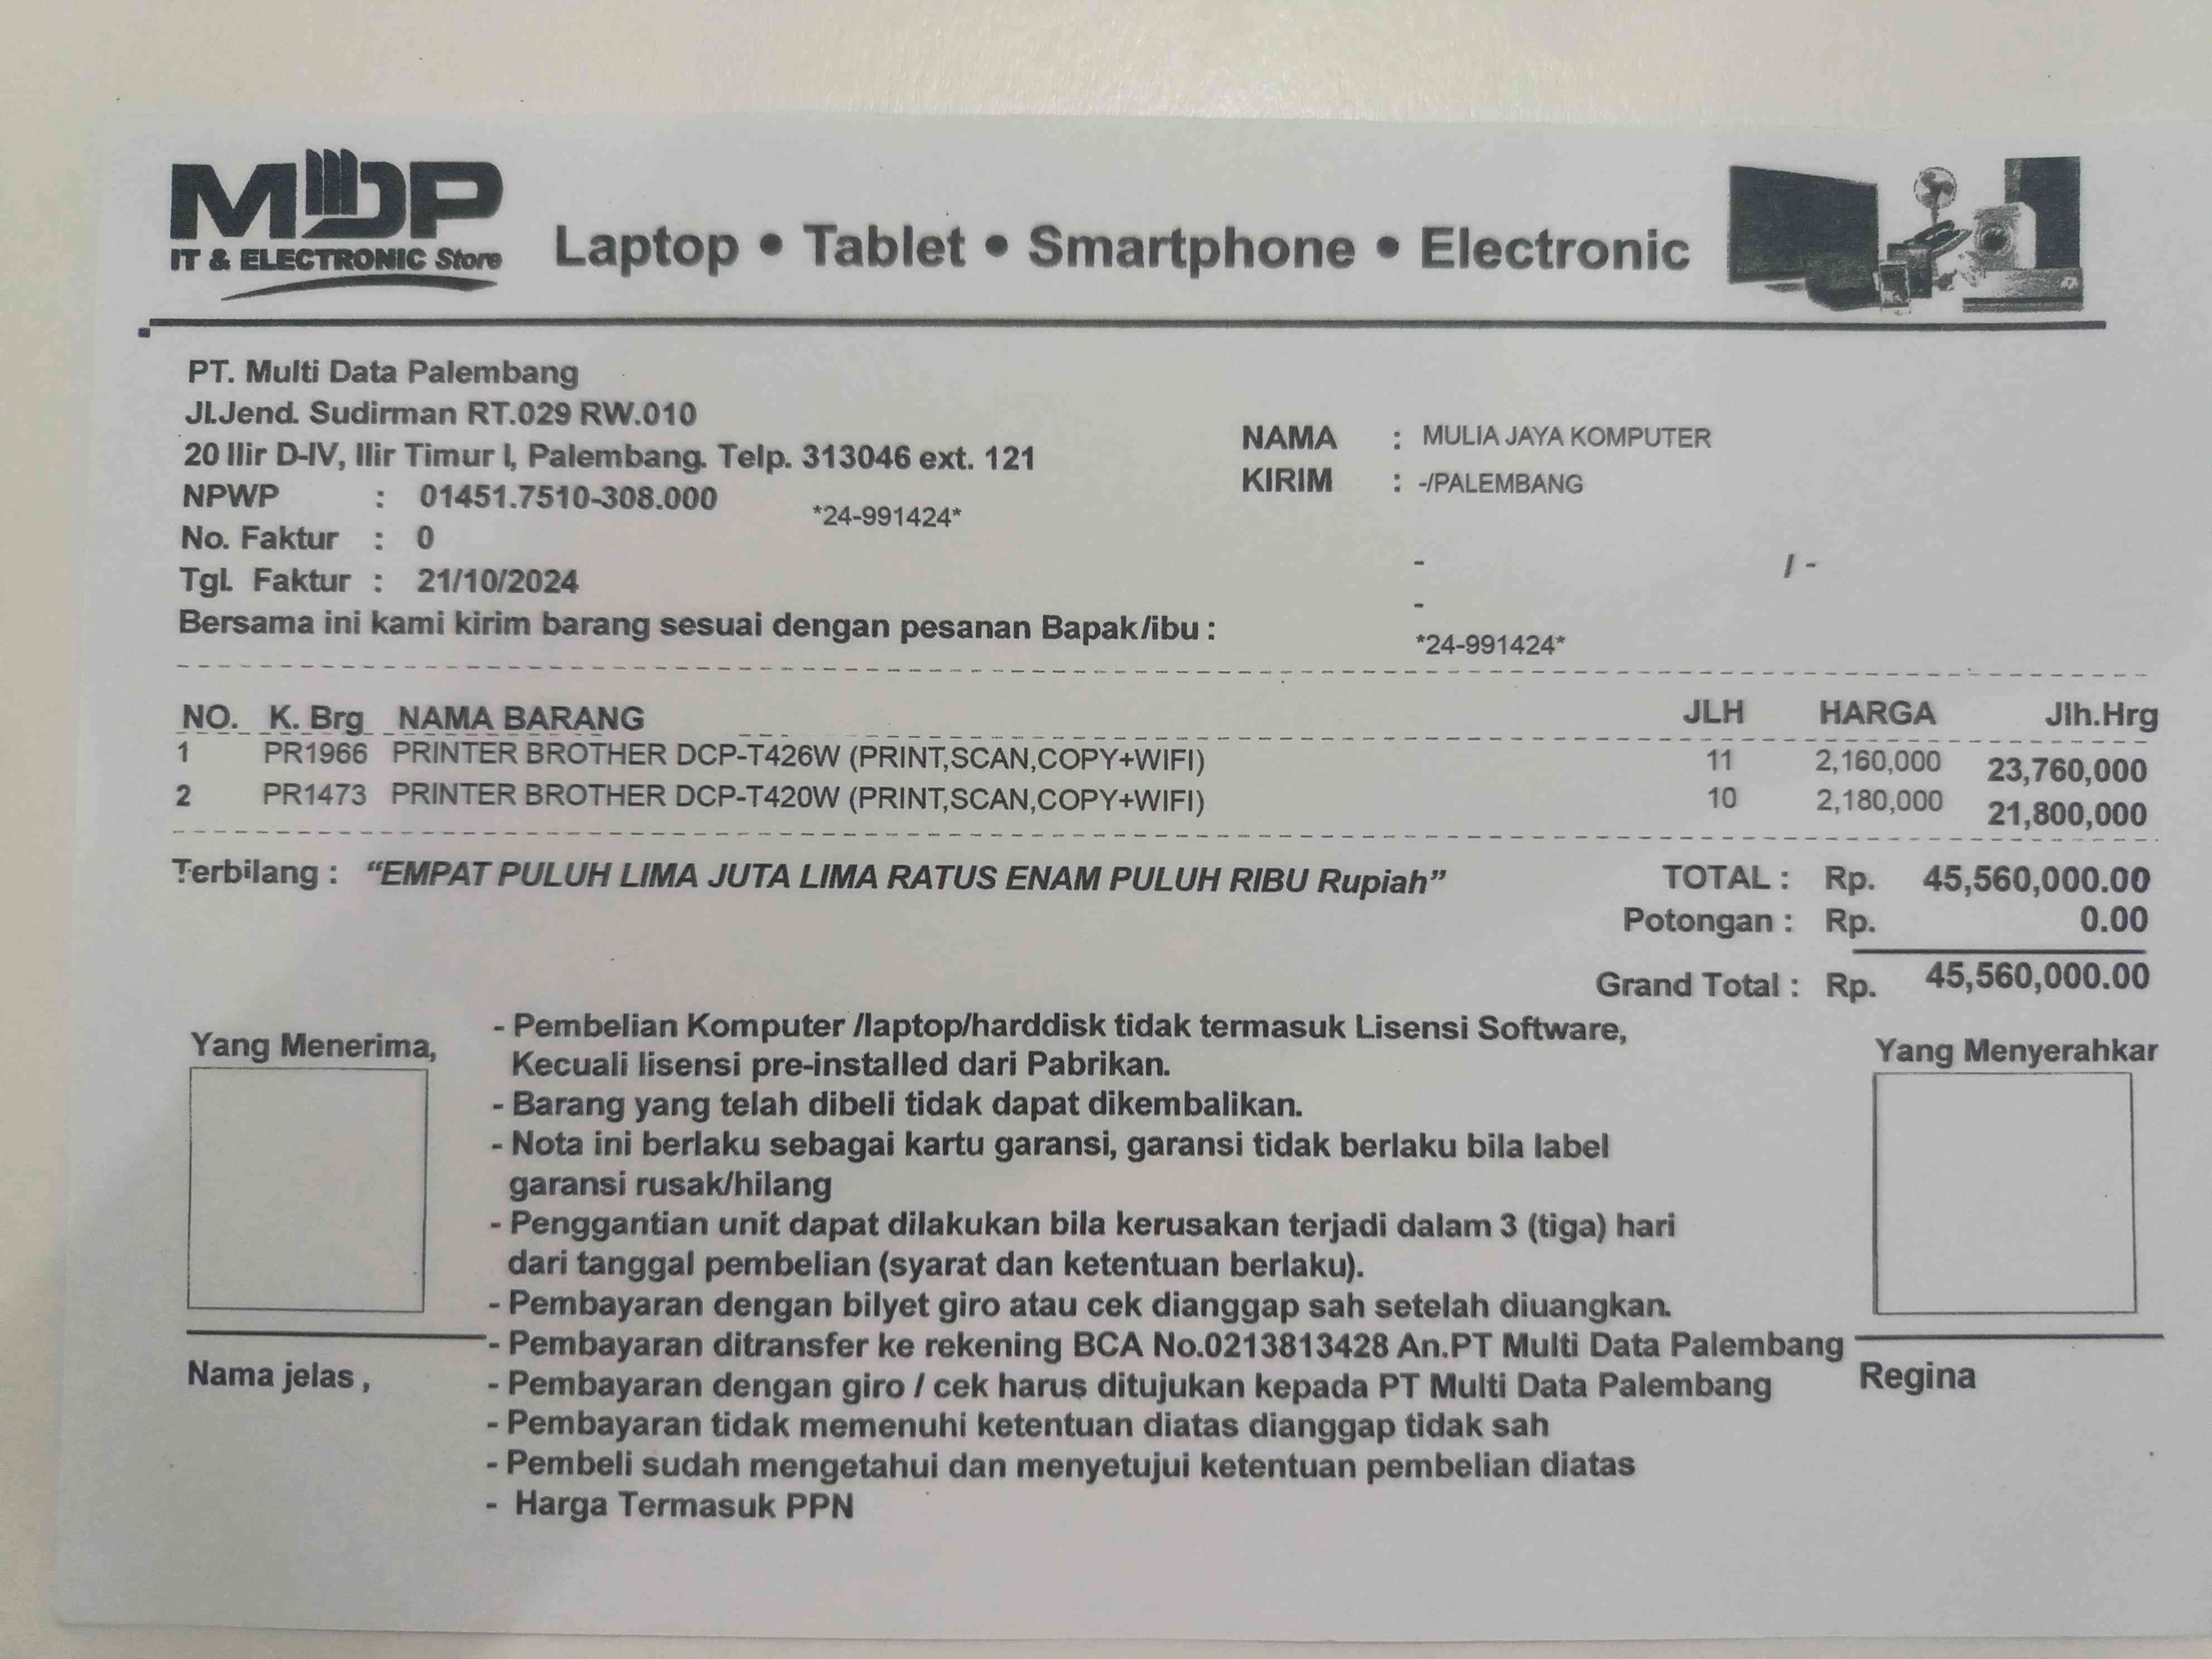 MDP
IT & ELECTRONIC Store
Laptop • Tablet • Smartphone • Electronic
PT. Multi Data Palembang
Jl.Jend. Sudirman RT.029 RW.010
20 Ilir D-IV, Ilir Timur I, Palembang. Telp. 313046 ext. 121
NPWP : 01451.7510-308.000
*24-991424*
No. Faktur : 0
Tgl. Faktur : 21/10/2024
Bersama ini kami kirim barang sesuai dengan pesanan Bapak/ibu :
NAMA : MULIA JAYA KOMPUTER
KIRIM : -/PALEMBANG
- / -
-
*24-991424*
NO. K. Brg NAMA BARANG JLH HARGA Jlh.Hrg
1 PR1966 PRINTER BROTHER DCP-T426W (PRINT,SCAN,COPY+WIFI) 11 2,160,000 23,760,000
2 PR1473 PRINTER BROTHER DCP-T420W (PRINT,SCAN,COPY+WIFI) 10 2,180,000 21,800,000
Terbilang : “EMPAT PULUH LIMA JUTA LIMA RATUS ENAM PULUH RIBU Rupiah”
TOTAL : Rp. 45,560,000.00
Potongan : Rp. 0.00
Grand Total : Rp. 45,560,000.00
Yang Menerima,
- Pembelian Komputer /laptop/harddisk tidak termasuk Lisensi Software,
Kecuali lisensi pre-installed dari Pabrikan.
- Barang yang telah dibeli tidak dapat dikembalikan.
- Nota ini berlaku sebagai kartu garansi, garansi tidak berlaku bila label
garansi rusak/hilang
- Penggantian unit dapat dilakukan bila kerusakan terjadi dalam 3 (tiga) hari
dari tanggal pembelian (syarat dan ketentuan berlaku).
- Pembayaran dengan bilyet giro atau cek dianggap sah setelah diuangkan.
- Pembayaran ditransfer ke rekening BCA No.0213813428 An.PT Multi Data Palembang
- Pembayaran dengan giro / cek harus ditujukan kepada PT Multi Data Palembang
- Pembayaran tidak memenuhi ketentuan diatas dianggap tidak sah
- Pembeli sudah mengetahui dan menyetujui ketentuan pembelian diatas
- Harga Termasuk PPN
Nama jelas ,
Yang Menyerahkar
Regina